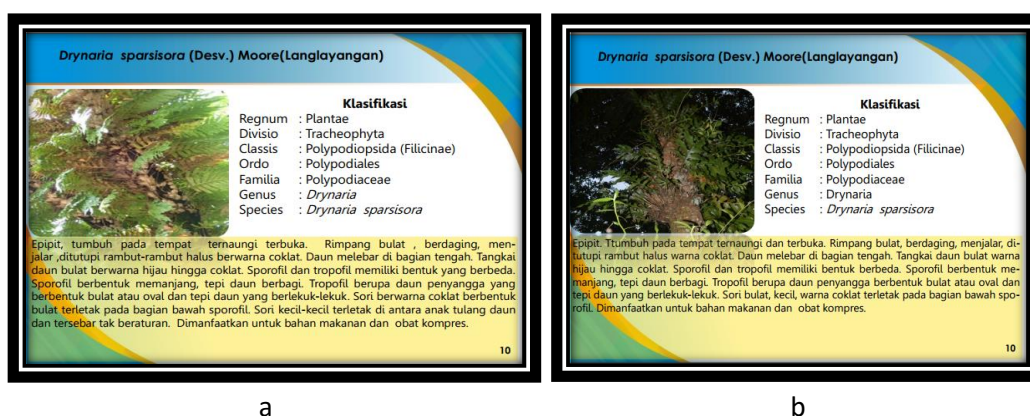 Drynaria sparsisora (Desv.) Moore(Langlayangan)
Klasifikasi
Regnum : Plantae
Divisio : Tracheophyta
Classis : Polypodiopsida (Filicinae)
Ordo : Polypodiales
Familia : Polypodiaceae
Genus : Drynaria
Species : Drynaria sparsisora
Epipit, tumbuh pada tempat ternaungi terbuka. Rimpang bulat , berdaging, men-
jalar ,ditutupi rambut-rambut halus berwarna coklat. Daun melebar di bagian tengah. Tangkai
daun bulat berwarna hijau hingga coklat. Sporofil dan tropofil memiliki bentuk yang berbeda.
Sporofil berbentuk memanjang, tepi daun berbagi. Tropofil berupa daun penyangga yang
berbentuk bulat atau oval dan tepi daun yang berlekuk-lekuk. Sori berwarna coklat berbentuk
bulat terletak pada bagian bawah sporofil. Sori kecil-kecil terletak di antara anak tulang daun
dan tersebar tak beraturan. Dimanfaatkan untuk bahan makanan dan obat kompres.
10
a
Drynaria sparsisora (Desv.) Moore(Langlayangan)
Klasifikasi
Regnum : Plantae
Divisio : Tracheophyta
Classis : Polypodiopsida (Filicinae)
Ordo : Polypodiales
Familia : Polypodiaceae
Genus : Drynaria
Species : Drynaria sparsisora
Epipit. Ttumbuh pada tempat ternaungi dan terbuka. Rimpang bulat, berdaging, menjalar, di-
tutupi rambut halus warna coklat. Daun melebar di bagian tengah. Tangkai daun bulat warna
hijau hingga coklat. Sporofil dan tropofil memiliki bentuk berbeda. Sporofil berbentuk me-
manjang, tepi daun berbagi. Tropofil berupa daun penyangga berbentuk bulat atau oval dan
tepi daun yang berlekuk-lekuk. Sori bulat, kecil, warna coklat terletak pada bagian bawah spo-
rofil. Dimanfaatkan untuk bahan makanan dan obat kompres.
10
b